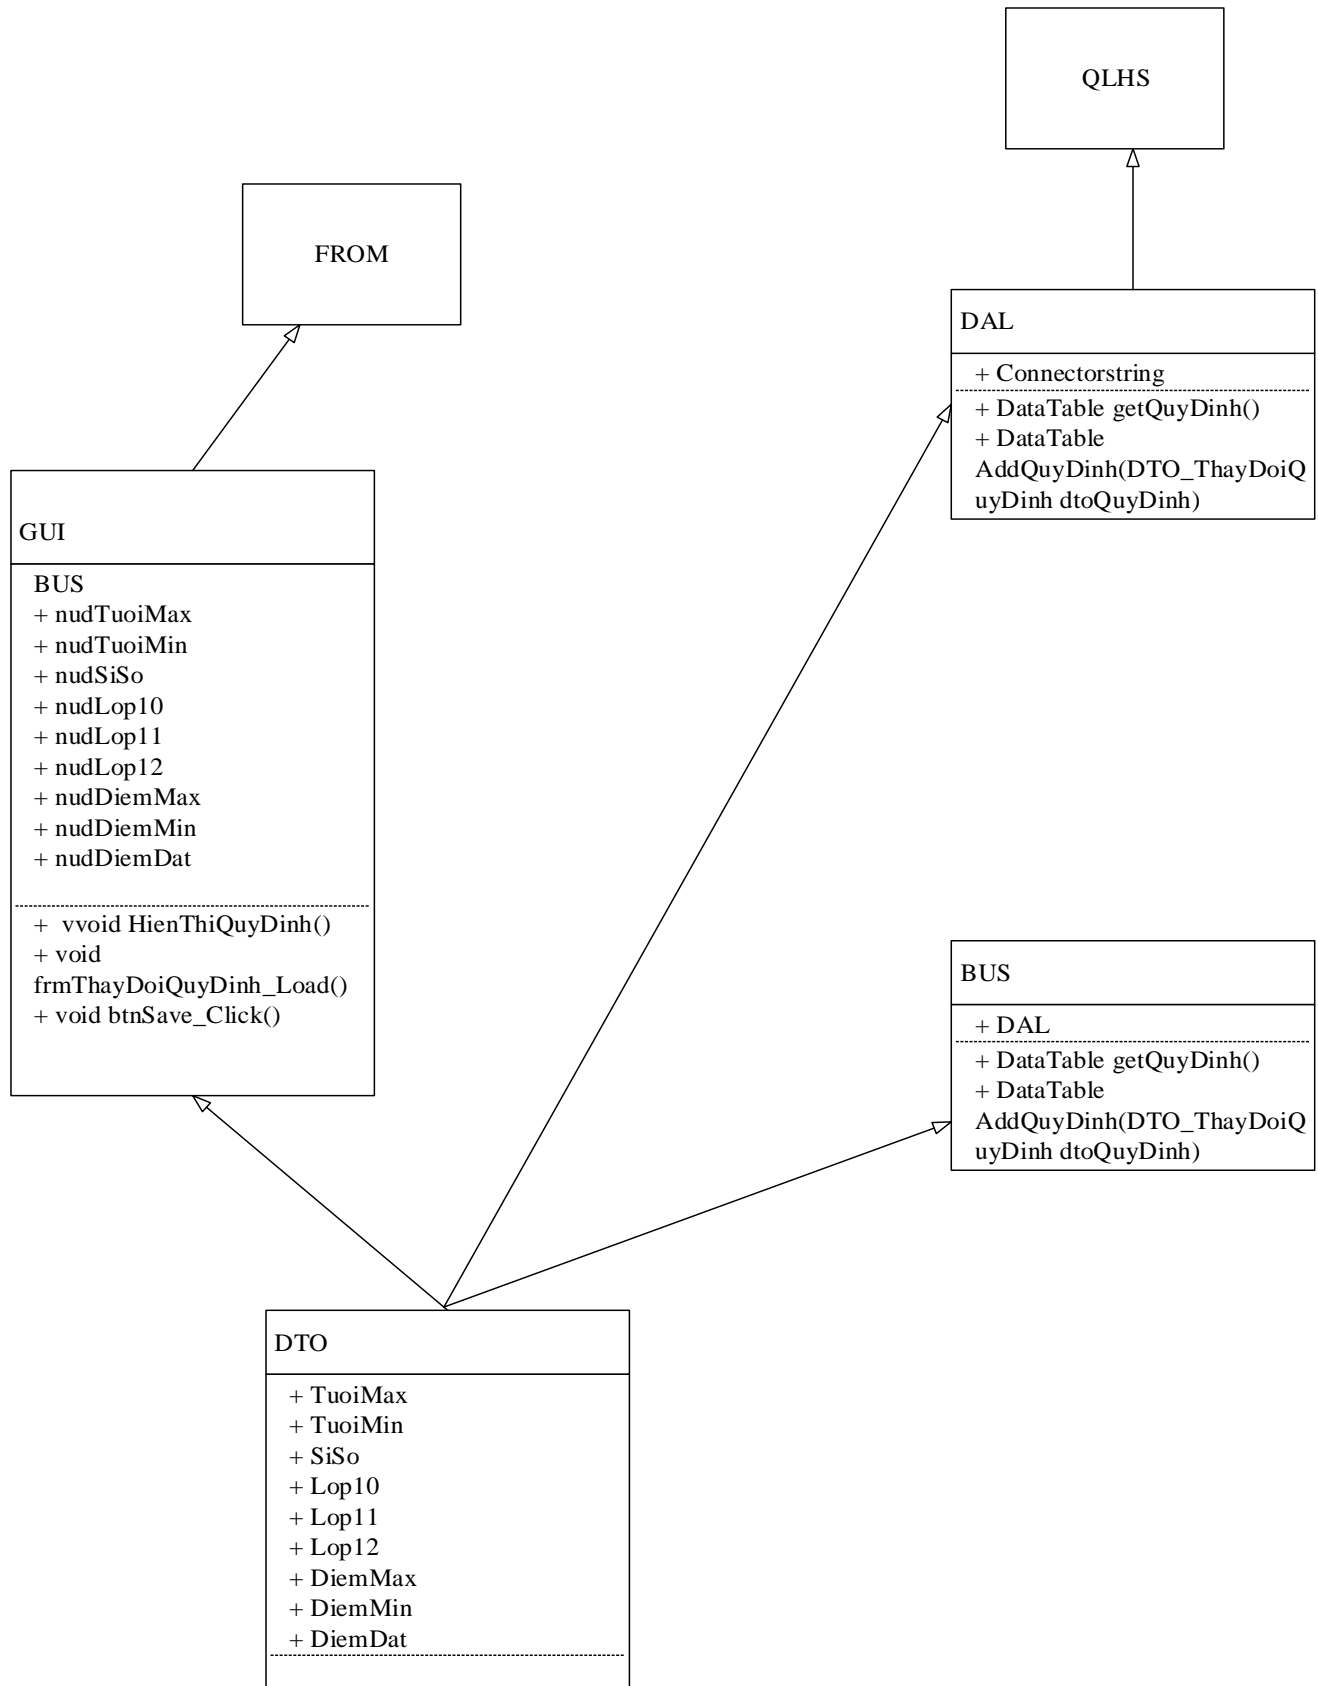 QLHS
FROM
DAL
+ Connectorstring
+ DataTable getQuyDinh()
+ DataTable
AddQuyDinh(DTO_ThayDoiQ
uyDinh dtoQuyDinh)
GUI
BUS
+ nudTuoiMax
+ nudTuoiMin
+ nudSiSo
+ nudLop10
+ nudLop11
+ nudLop12
+ nudDiemMax
+ nudDiemMin
+ nudDiemDat
+  vvoid HienThiQuyDinh()
+ void
frmThayDoiQuyDinh_Load()
+ void btnSave_Click()
BUS
+ DAL
+ DataTable getQuyDinh()
+ DataTable
AddQuyDinh(DTO_ThayDoiQ
uyDinh dtoQuyDinh)
DTO
+ TuoiMax
+ TuoiMin
+ SiSo
+ Lop10
+ Lop11
+ Lop12
+ DiemMax
+ DiemMin
+ DiemDat